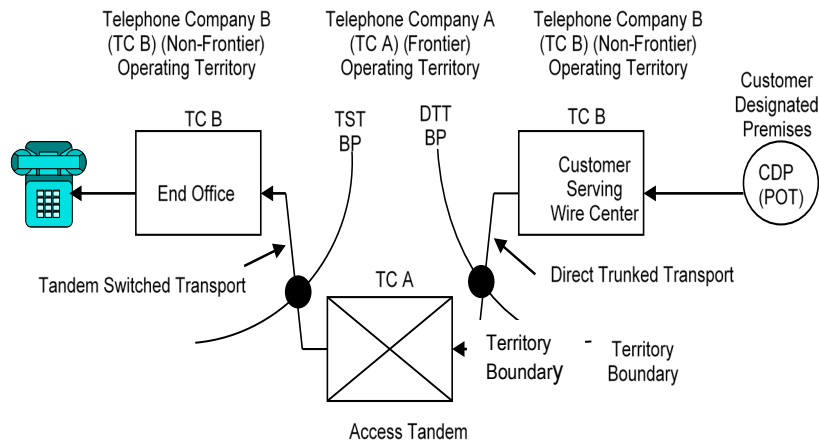 Telephone Company B
(TC B) (Non-Frontier)
Operating Territory
Telephone Company A
(TC A) (Frontier)
Operating Territory
Telephone Company B
(TC B) (Non-Frontier)
Operating Territory
Customer
Designated
Premises
TC B
TST
BP
DTT
BP
TC B
End Office
Customer
Serving
Wire Center
CDP
(POT)
Tandem Switched Transport
TC A
Direct Trunked Transport
Territory
Boundary
Territory
Boundary
Access Tandem